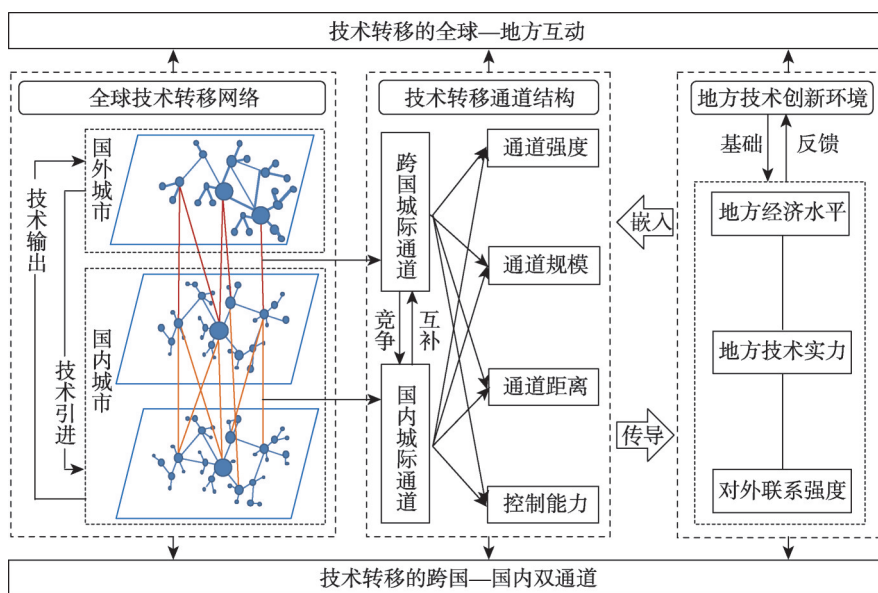 技术转移的全球—地方互动
全球技术转移网络
技术转移通道结构
地方技术创新环境
国外城市
国内城市
技术输出
技术引进
跨国城际通道
竞争
互补
国内城际通道
通道强度
通道规模
通道距离
控制能力
嵌入
传导
基础
反馈
地方经济水平
地方技术实力
对外联系强度
技术转移的跨国—国内双通道